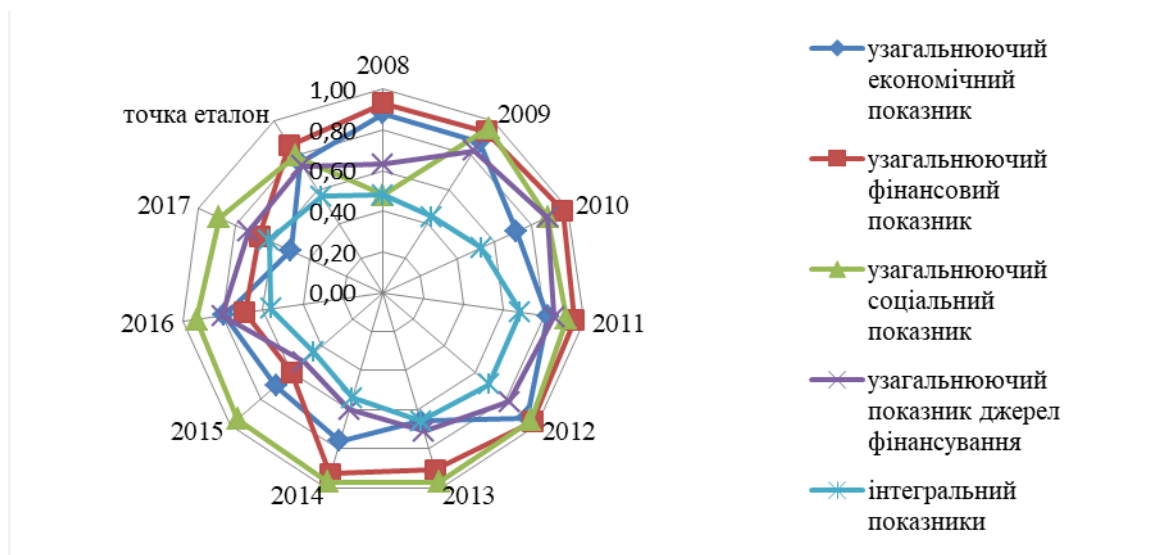 2008
1,00
2009
точка еталон
0,80
0,60
2017
2010
0,40
0,20
0,00
2016
2011
2015
2012
2014
2013
узагальнюючий
економічний
показник
узагальнюючий
фінансовий
показник
узагальнюючий
соціальний
показник
узагальнюючий
показник джерел
фінансування
інтегральний
показники